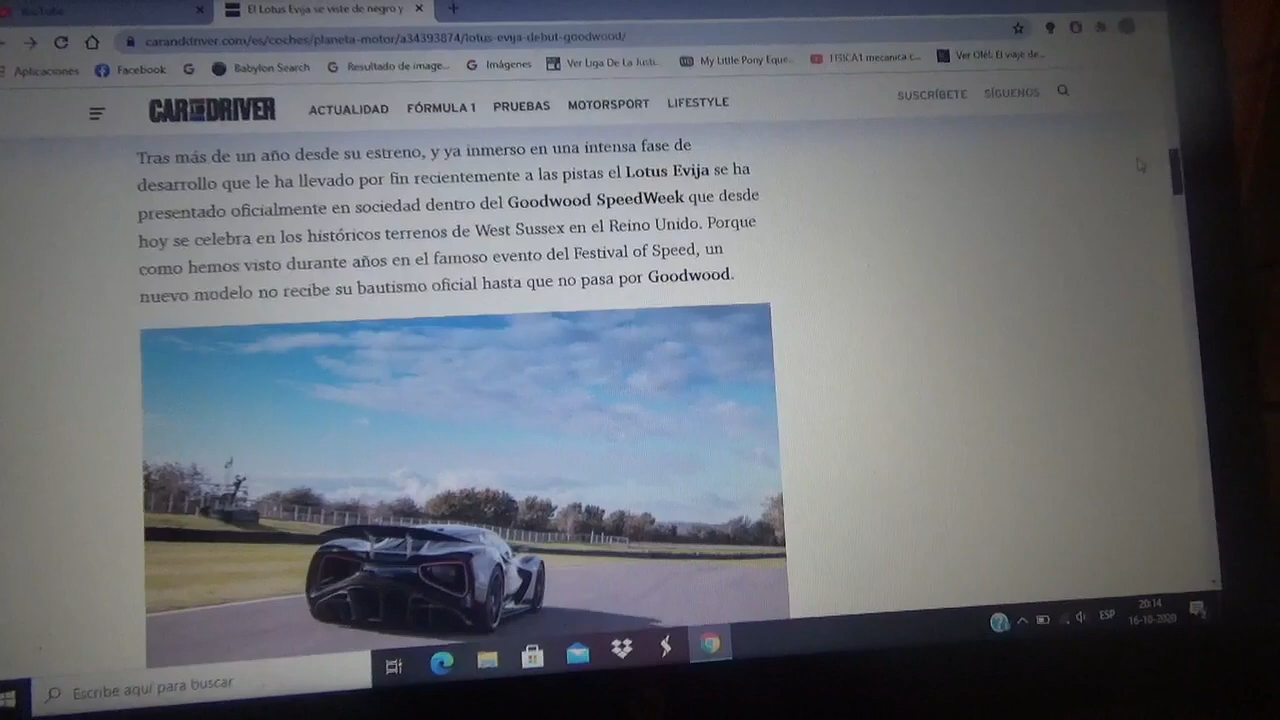 YouTube
El Lotus Evija se viste de negro y
carandriver.com/es/coches/planeta-motor/a34393874/lotus-evija-debut-goodwood/
Aplicaciones Facebook Babylon Search Resultado de image... Imágenes Ver Liga De La Justi... My Little Pony Eque... FISICA1 mecanica c... Ver Olé!: El viaje de...
CAR AND DRIVER ACTUALIDAD FÓRMULA 1 PRUEBAS MOTORSPORT LIFESTYLE SUSCRÍBETE SÍGUENOS
Tras más de un año desde su estreno, y ya inmerso en una intensa fase de
desarrollo que le ha llevado por fin recientemente a las pistas el Lotus Evija se ha
presentado oficialmente en sociedad dentro del Goodwood SpeedWeek que desde
hoy se celebra en los históricos terrenos de West Sussex en el Reino Unido. Porque
como hemos visto durante años en el famoso evento del Festival of Speed, un
nuevo modelo no recibe su bautismo oficial hasta que no pasa por Goodwood.
Escribe aquí para buscar
ESP
20:14
16-10-2020